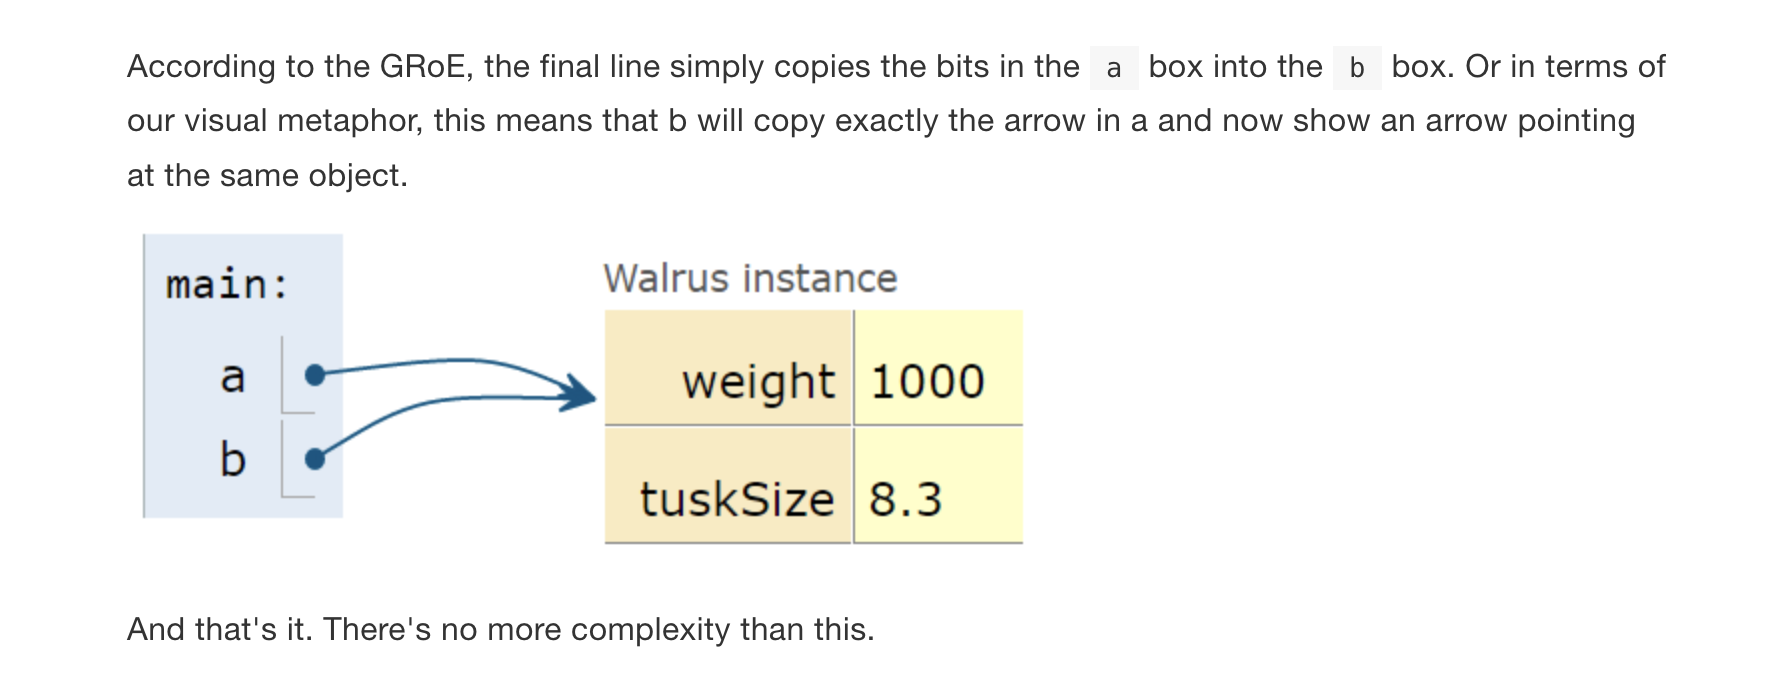 According to the GRoE, the final line simply copies the bits in the a box into the b box. Or in terms of
our visual metaphor, this means that b will copy exactly the arrow in a and now show an arrow pointing
at the same object.
main:
a
b
Walrus instance
weight 1000
tuskSize 8.3
And that's it. There's no more complexity than this.